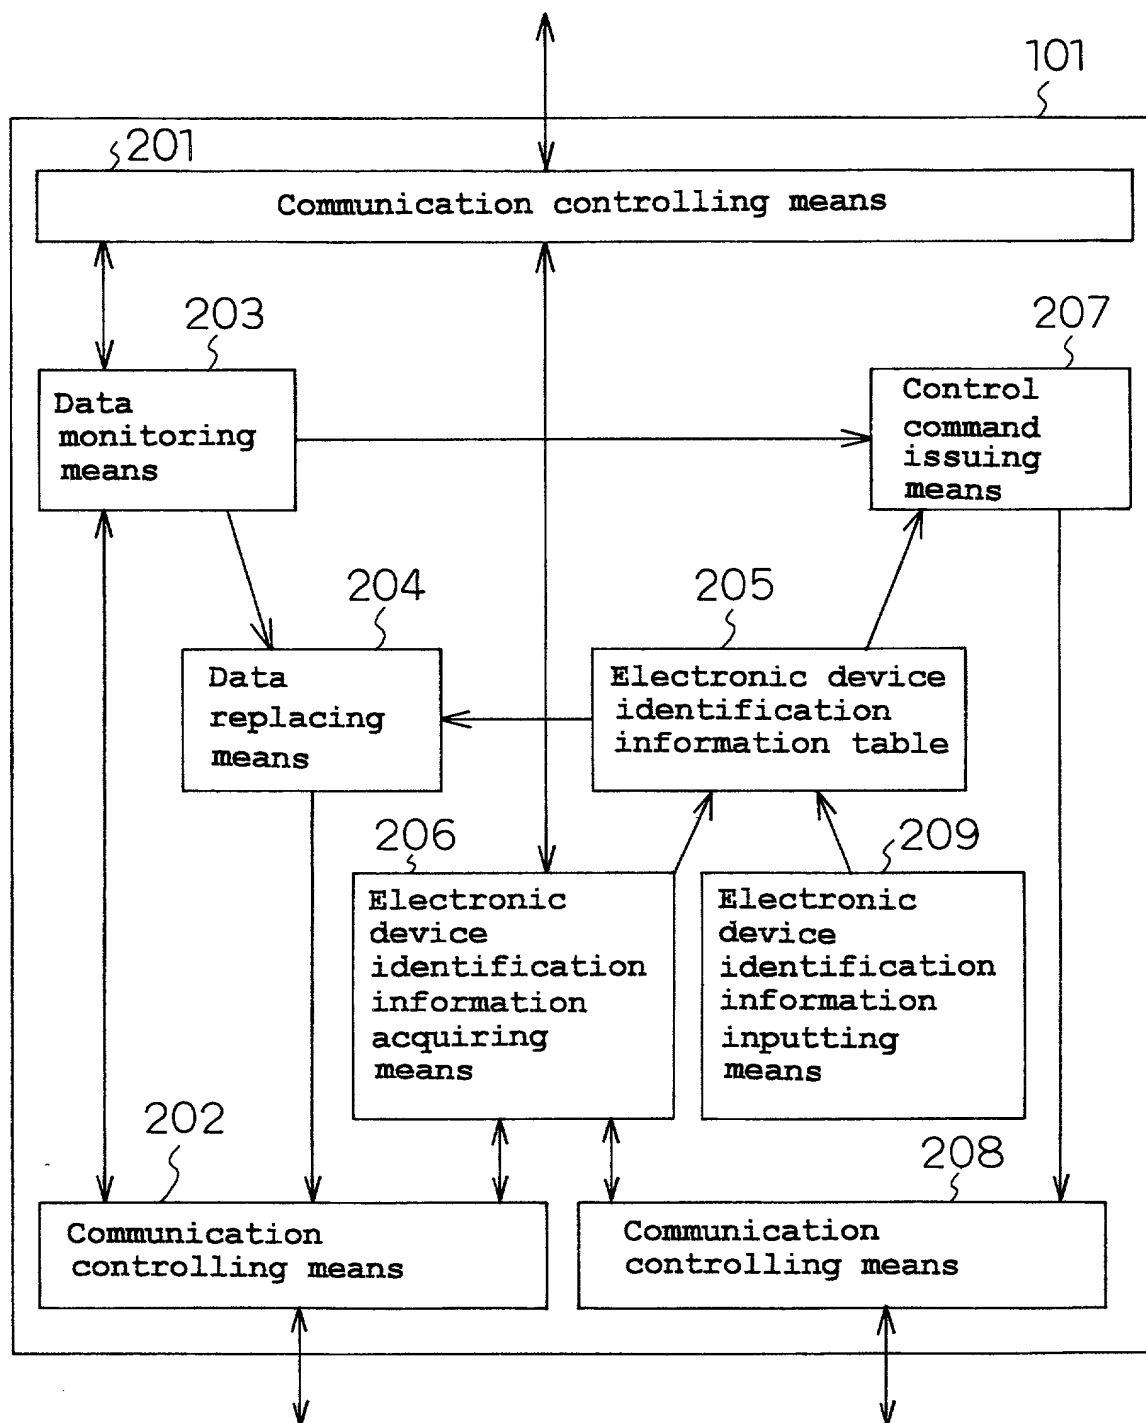 101
201
Communication controlling means
203
207
Data
monitoring
means
Control
command
issuing
means
204
205
Data
replacing
means
Electronic device
identification
information table
206
209
Electronic
device
identification
information
acquiring
means
Electronic
device
identification
information
inputting
means
202
208
Communication
controlling means
Communication
controlling means